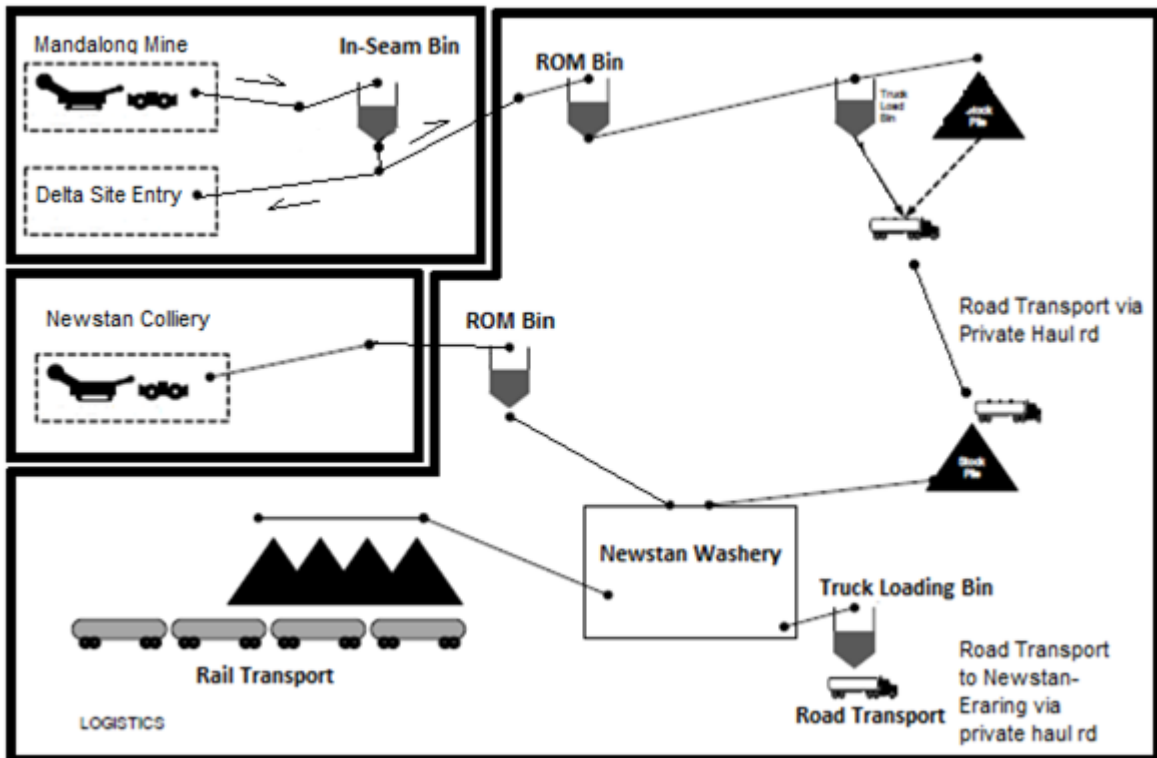 Mandalong Mine
In-Seam Bin
ROM Bin
Truck
Load
Bin
Stock
Pile
Delta Site Entry
Newstan Colliery
ROM Bin
Road Transport via
Private Haul rd
Stock
Pile
Newstan Washery
Truck Loading Bin
Rail Transport
Road Transport
Road Transport
to Newstan-
Eraring via
private haul rd
LOGISTICS